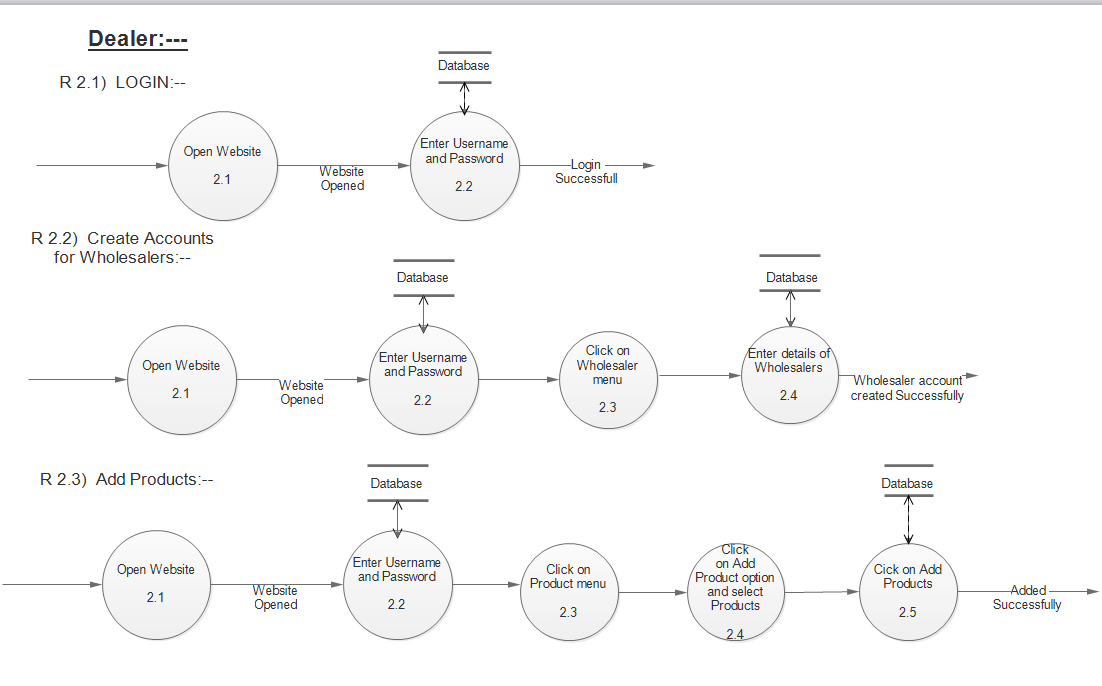 Dealer:---
R 2.1) LOGIN:--
Database
Open Website
2.1
Website
Opened
Enter Username
and Password
2.2
Login
Successfull
R 2.2) Create Accounts
for Wholesalers:--
Database
Database
Open Website
2.1
Website
Opened
Enter Username
and Password
2.2
Click on
Wholesaler
menu
2.3
Enter details of
Wholesalers
2.4
Wholesaler account
created Successfully
R 2.3) Add Products:--
Database
Database
Open Website
2.1
Website
Opened
Enter Username
and Password
2.2
Click on
Product menu
2.3
Click
on Add
Product option
and select
Products
2.4
Cick on Add
Products
2.5
Added
Successfully